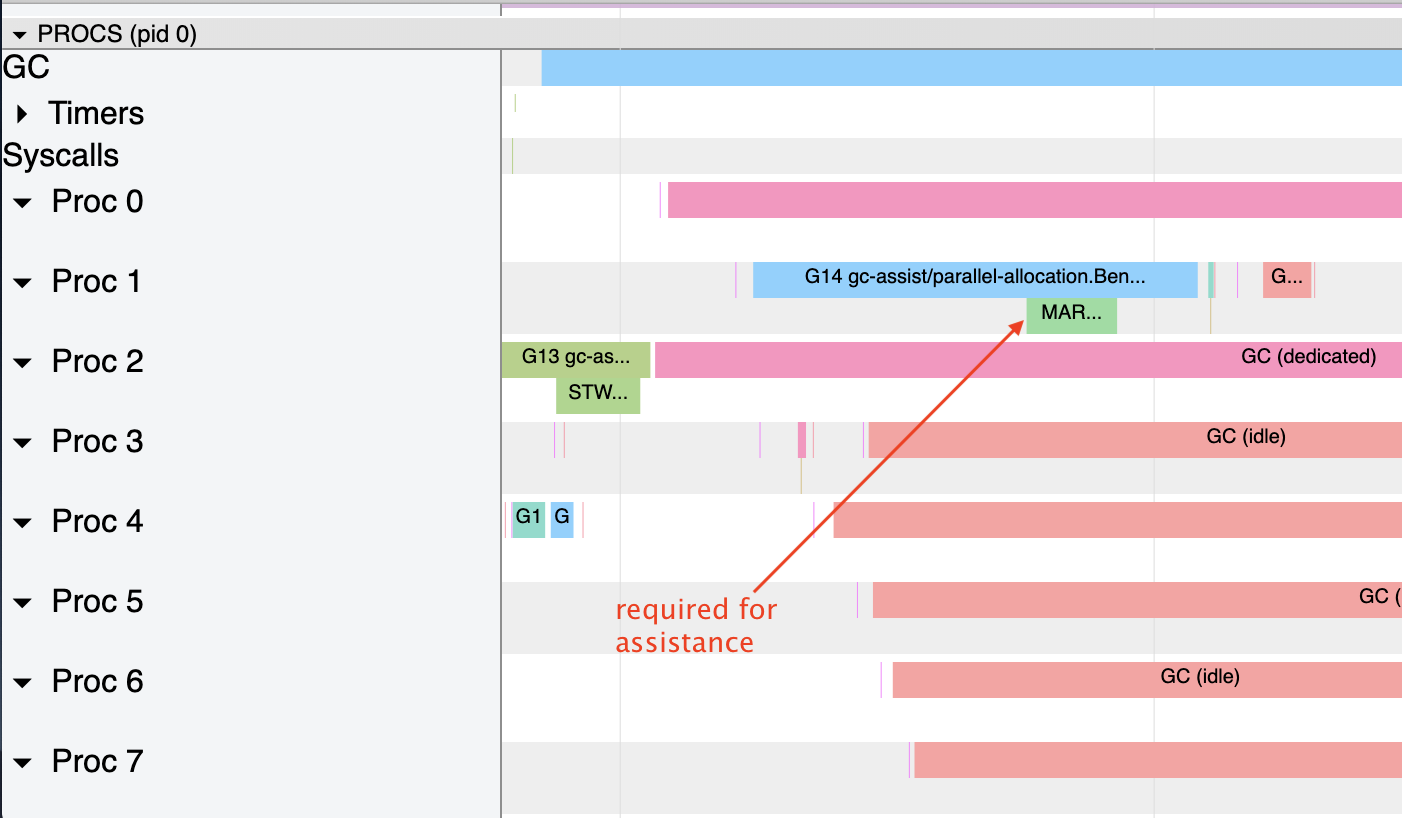 PROCS (pid 0)
GC
Timers
Syscalls
Proc 0
Proc 1
G14 gc-assist/parallel-allocation.Ben...
G...
MAR...
Proc 2
G13 gc-as...
GC (dedicated)
STW...
Proc 3
GC (idle)
Proc 4
G1
G
Proc 5
GC (
required for
assistance
Proc 6
GC (idle)
Proc 7